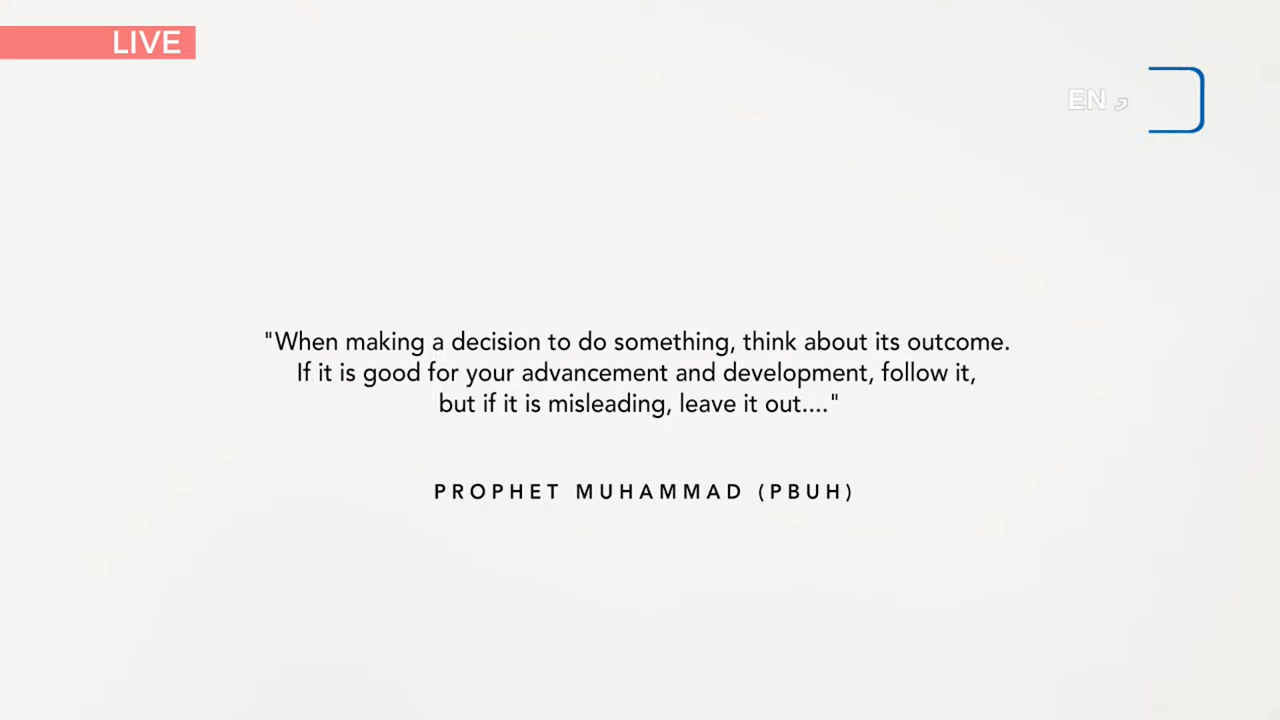 LIVE
EN
"When making a decision to do something, think about its outcome.
If it is good for your advancement and development, follow it,
but if it is misleading, leave it out...."
PROPHET MUHAMMAD (PBUH)